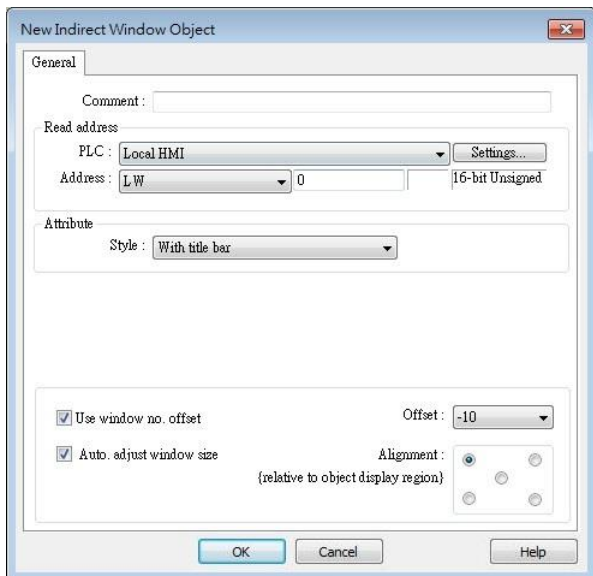 New Indirect Window Object
General
Comment :
Read address
PLC : Local HMI Settings...
Address : LW 0 16-bit Unsigned
Attribute
Style : With title bar
Use window no. offset Offset : -10
Auto. adjust window size Alignment :
{relative to object display region}
OK Cancel Help